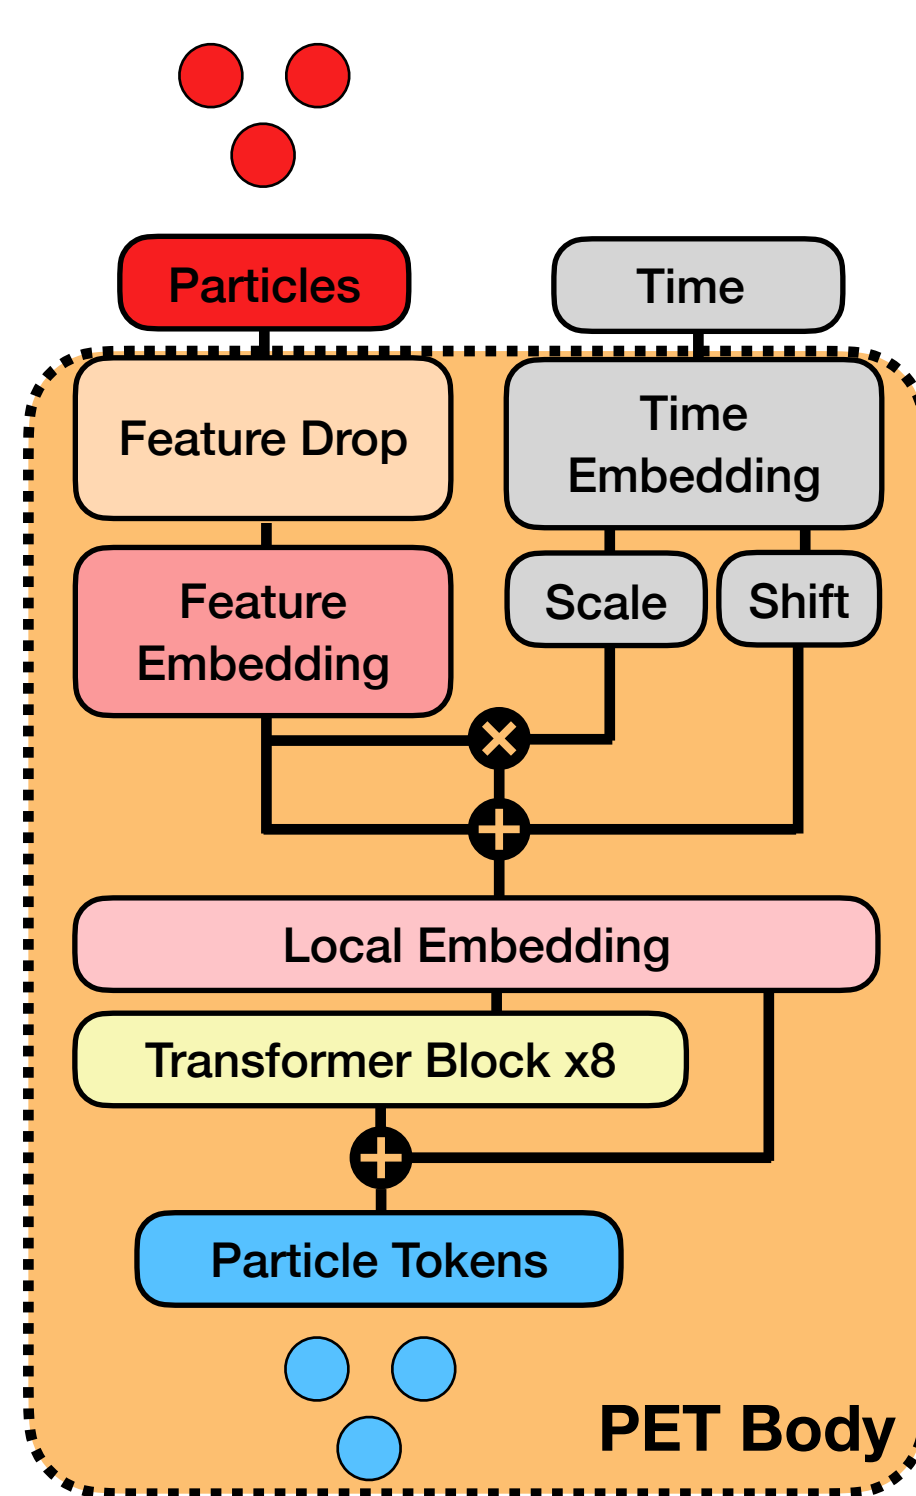 Particles
Time
Feature Drop
Time
Embedding
Feature
Embedding
Scale
Shift
Local Embedding
Transformer Block x8
Particle Tokens
PET Body